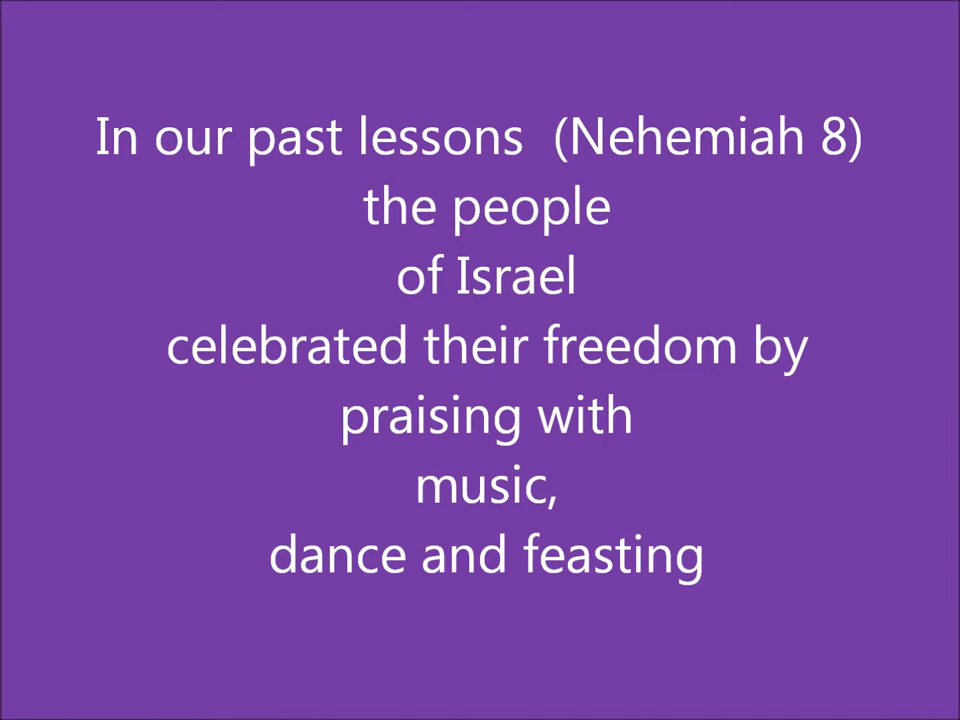 In our past lessons  (Nehemiah 8)
the people
of Israel
celebrated their freedom by
praising with
music,
dance and feasting